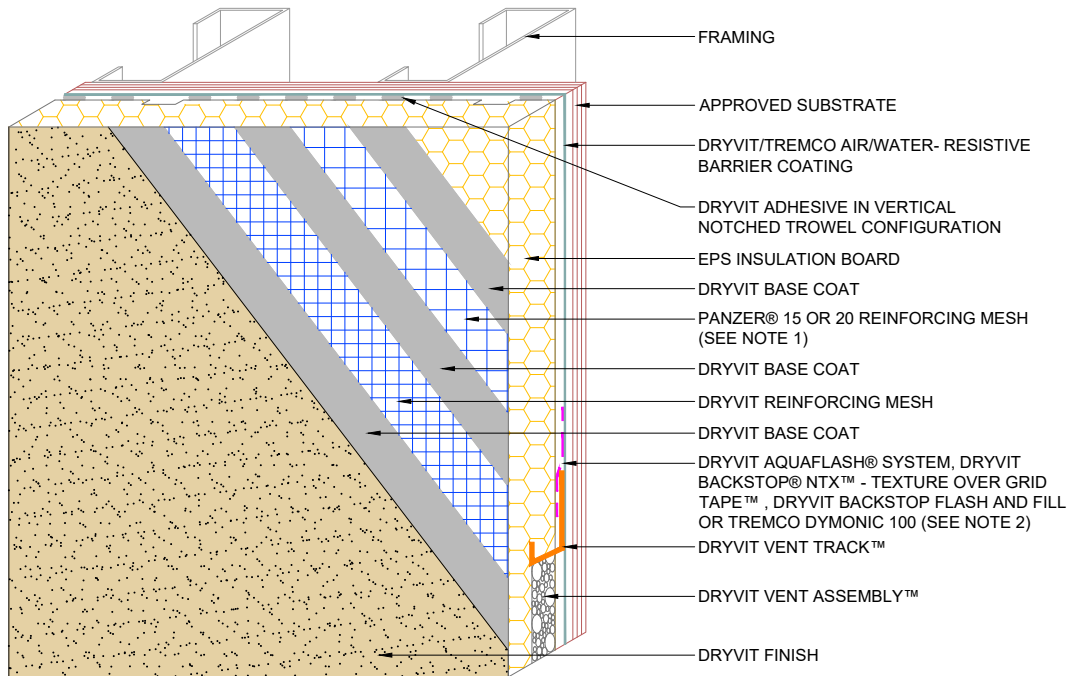 FRAMING
APPROVED SUBSTRATE
DRYVIT/TREMCO AIR/WATER- RESISTIVE
BARRIER COATING
DRYVIT ADHESIVE IN VERTICAL
NOTCHED TROWEL CONFIGURATION
EPS INSULATION BOARD
DRYVIT BASE COAT
PANZER® 15 OR 20 REINFORCING MESH
(SEE NOTE 1)
DRYVIT BASE COAT
DRYVIT REINFORCING MESH
DRYVIT BASE COAT
DRYVIT AQUAFLASH® SYSTEM, DRYVIT
BACKSTOP® NTX™ - TEXTURE OVER GRID
TAPE™ , DRYVIT BACKSTOP FLASH AND FILL
OR TREMCO DYMONIC 100 (SEE NOTE 2)
DRYVIT VENT TRACK™
DRYVIT VENT ASSEMBLY™
DRYVIT FINISH